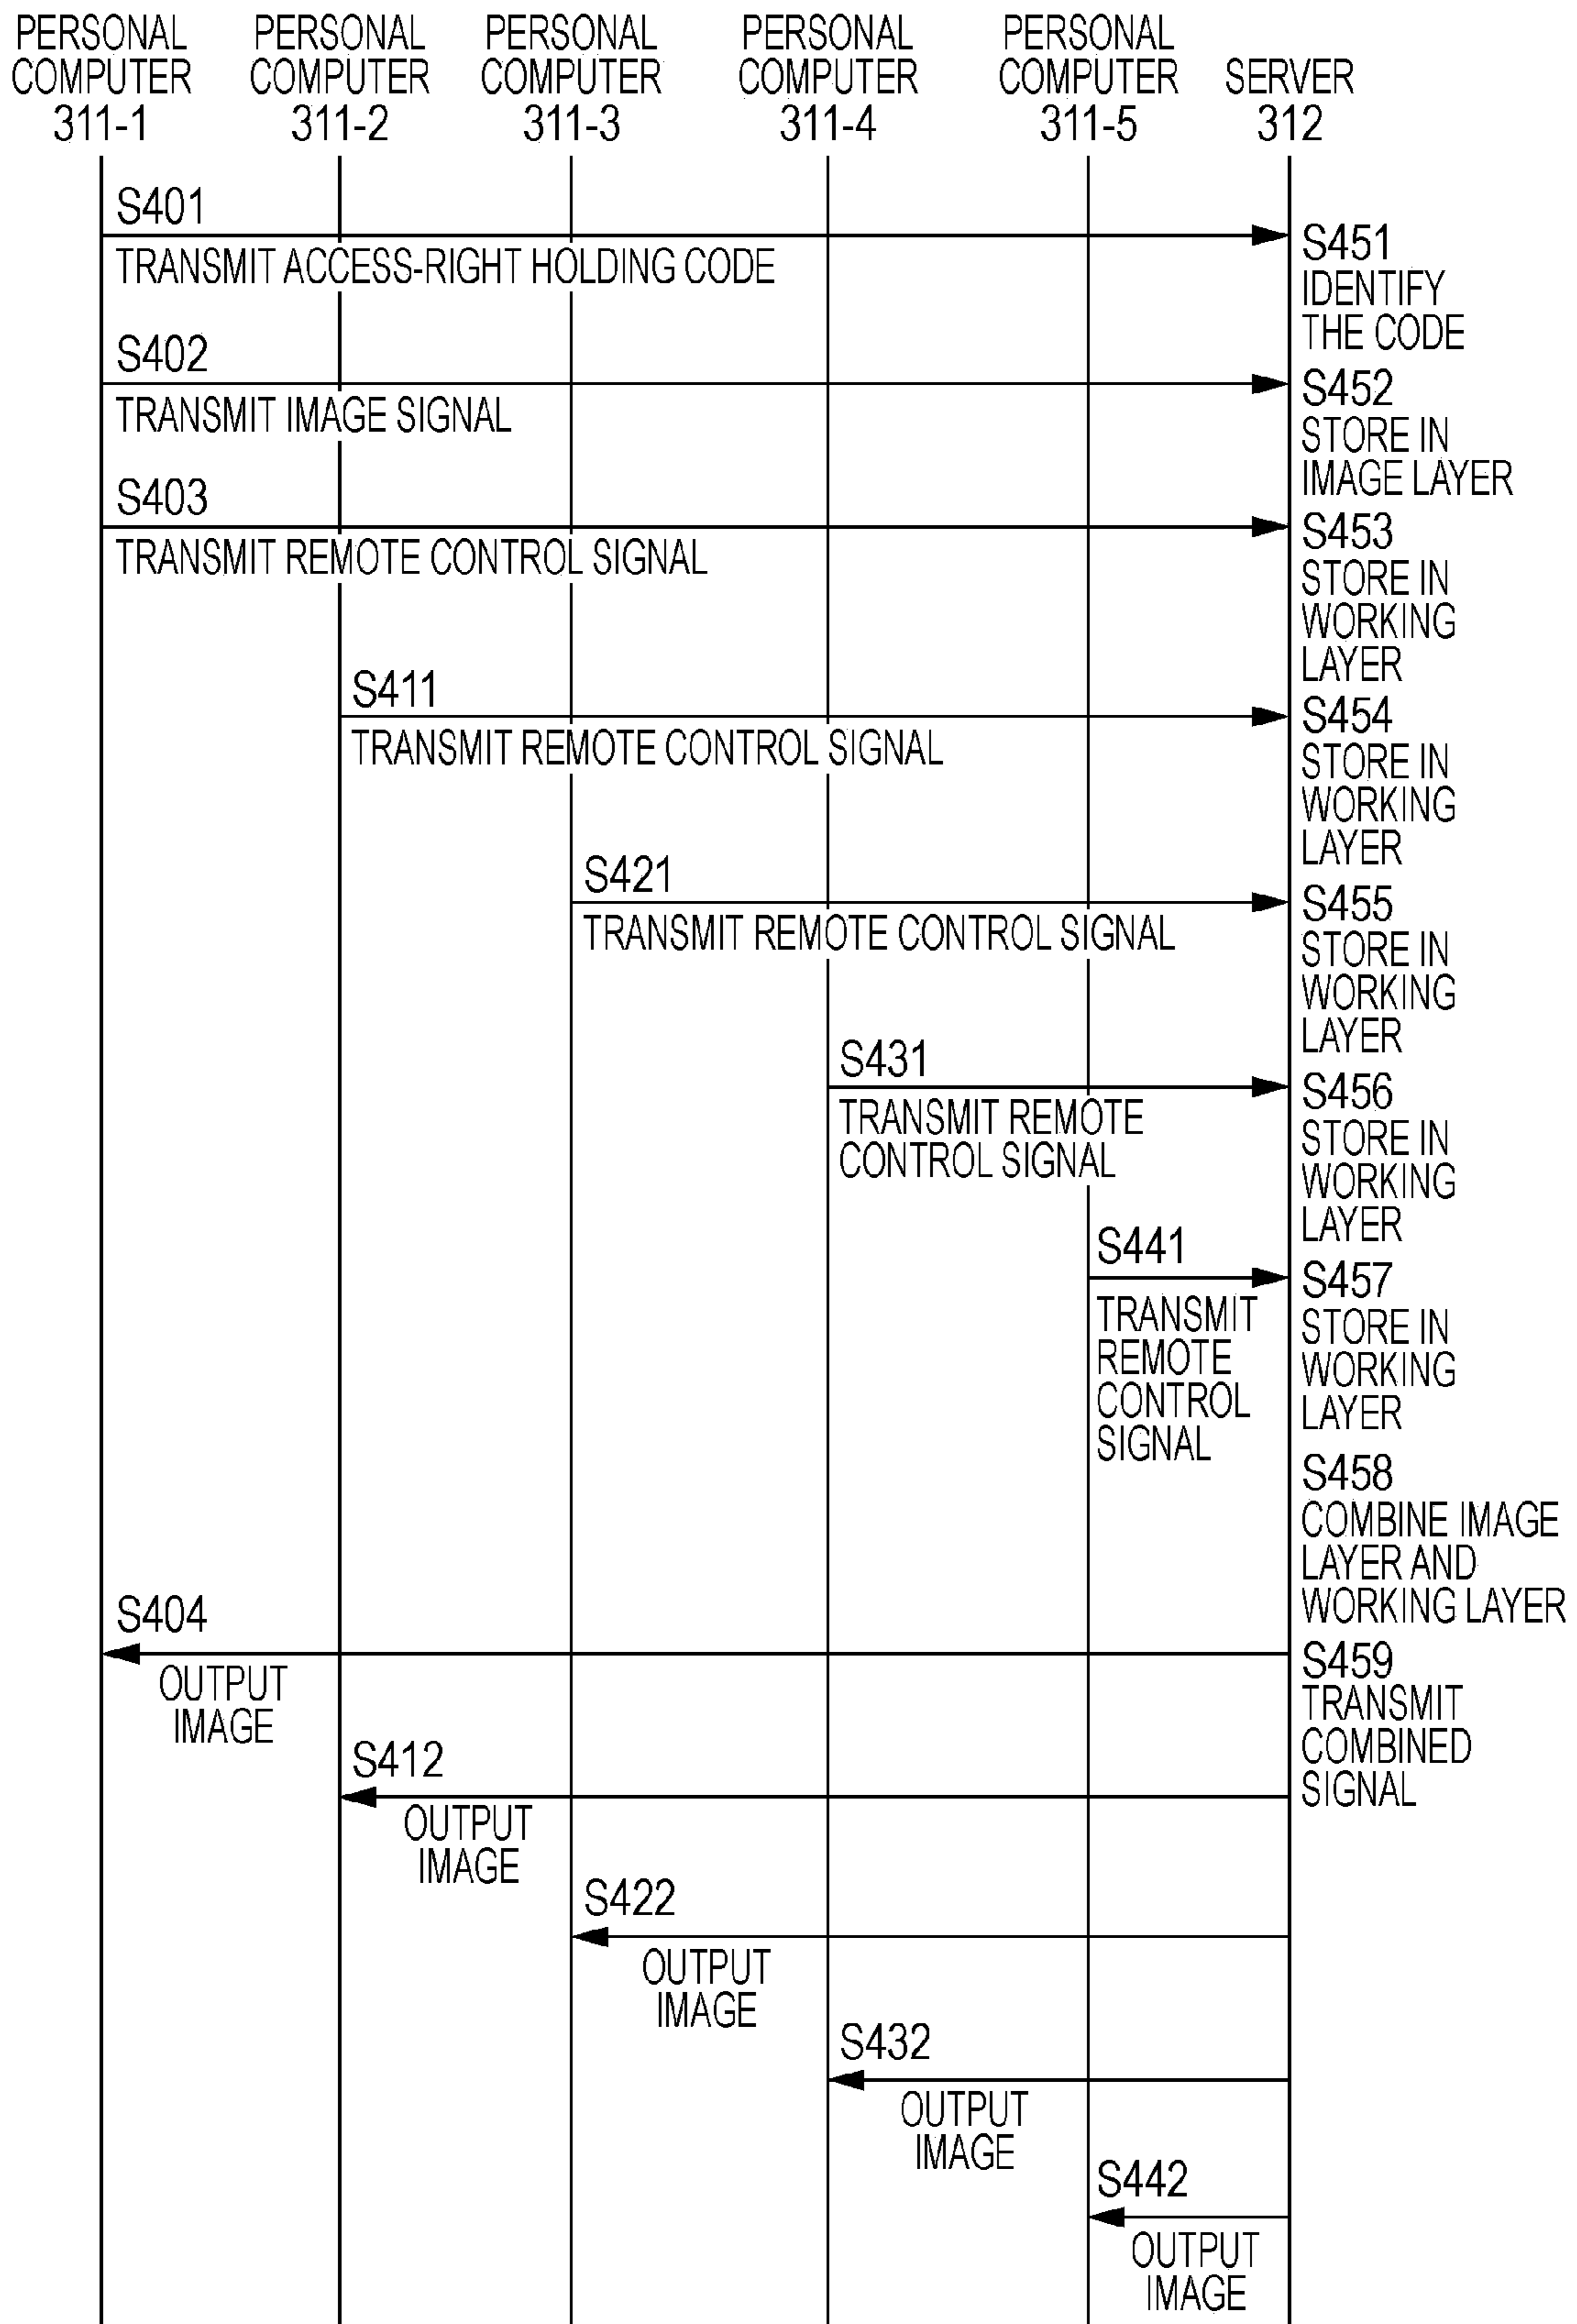 PERSONAL
COMPUTER
311-1
PERSONAL
COMPUTER
311-2
PERSONAL
COMPUTER
311-3
PERSONAL
COMPUTER
311-4
PERSONAL
COMPUTER
311-5
SERVER
312
S401
TRANSMIT ACCESS-RIGHT HOLDING CODE
S451
IDENTIFY
THE CODE
S402
TRANSMIT IMAGE SIGNAL
S452
STORE IN
IMAGE LAYER
S403
TRANSMIT REMOTE CONTROL SIGNAL
S453
STORE IN
WORKING
LAYER
S411
TRANSMIT REMOTE CONTROL SIGNAL
S454
STORE IN
WORKING
LAYER
S421
TRANSMIT REMOTE CONTROL SIGNAL
S455
STORE IN
WORKING
LAYER
S431
TRANSMIT REMOTE
CONTROL SIGNAL
S456
STORE IN
WORKING
LAYER
S441
TRANSMIT
REMOTE
CONTROL
SIGNAL
S457
STORE IN
WORKING
LAYER
S458
COMBINE IMAGE
LAYER AND
WORKING LAYER
S404
OUTPUT
IMAGE
S459
TRANSMIT
COMBINED
SIGNAL
S412
OUTPUT
IMAGE
S422
OUTPUT
IMAGE
S432
OUTPUT
IMAGE
S442
OUTPUT
IMAGE